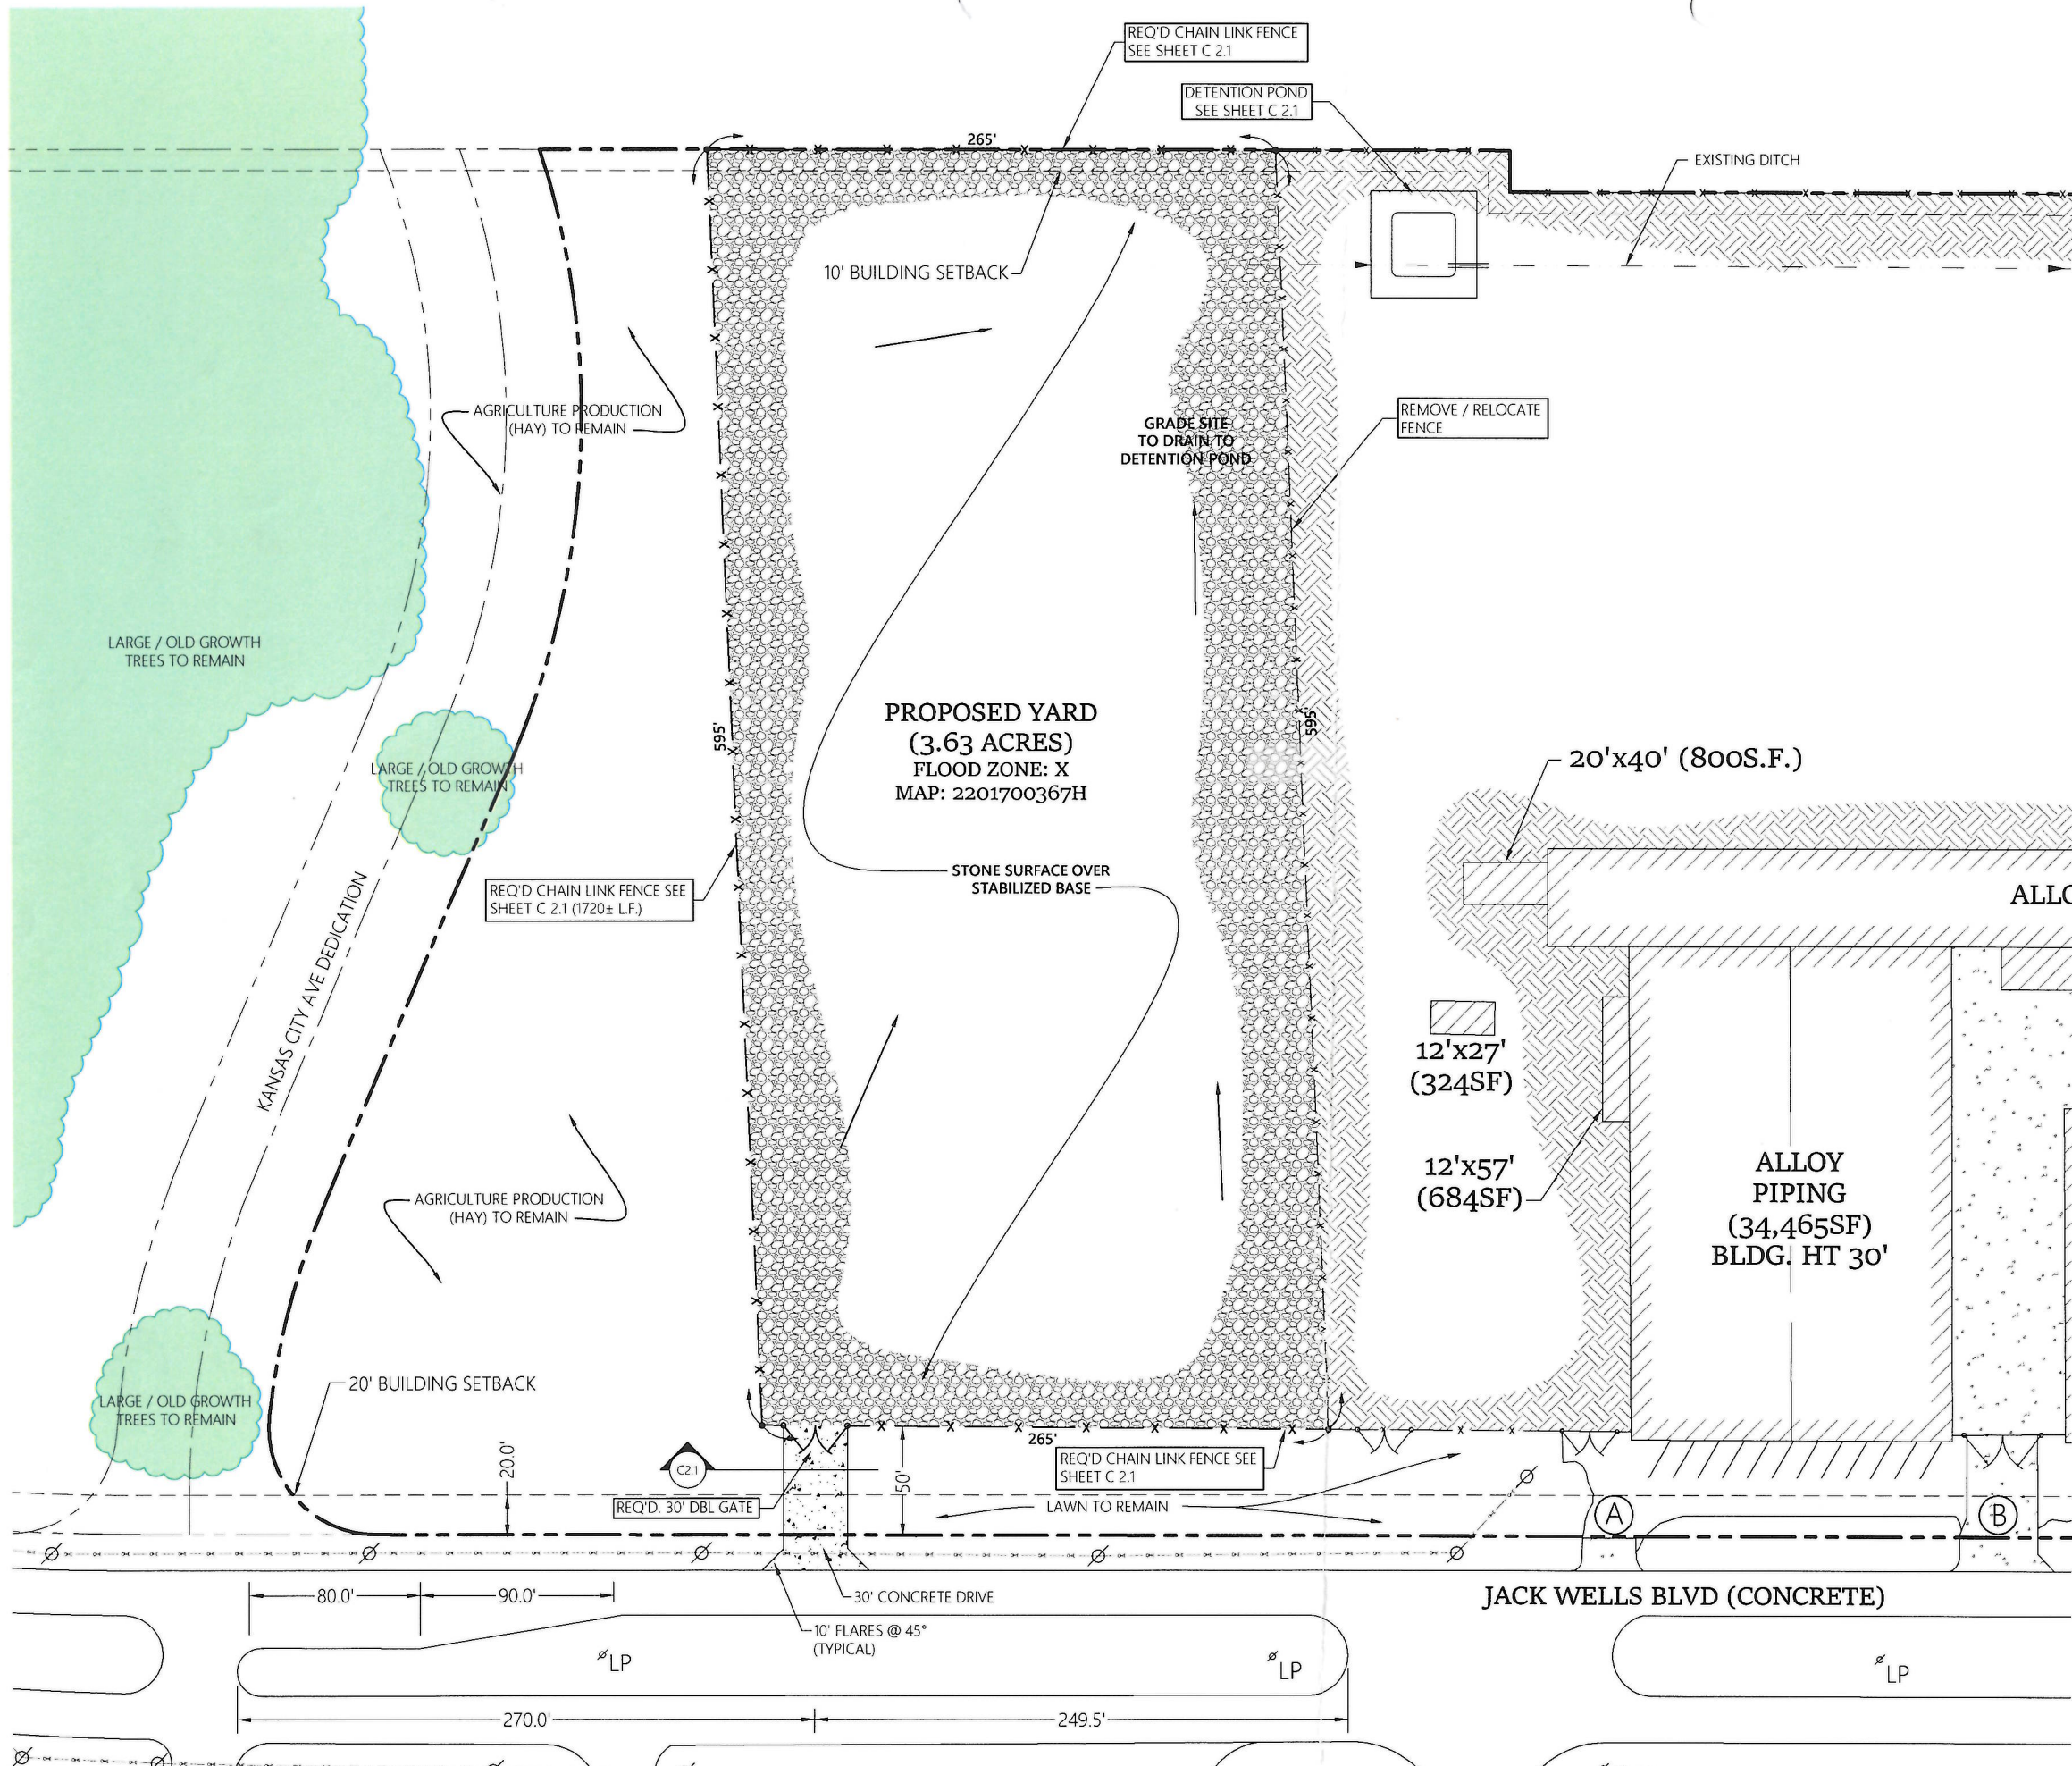 REQ'D CHAIN LINK FENCE
SEE SHEET C 2.1
DETENTION POND
SEE SHEET C 2.1
265'
EXISTING DITCH
10' BUILDING SETBACK
AGRICULTURE PRODUCTION
(HAY) TO REMAIN
GRADE SITE
TO DRAIN TO
DETENTION POND
REMOVE / RELOCATE
FENCE
LARGE / OLD GROWTH
TREES TO REMAIN
LARGE / OLD GROWTH
TREES TO REMAIN
595'
PROPOSED YARD
(3.63 ACRES)
FLOOD ZONE: X
MAP: 2201700367H
595'
20'x40' (800S.F.)
STONE SURFACE OVER
STABILIZED BASE
REQ'D CHAIN LINK FENCE SEE
SHEET C 2.1 (1720± L.F.)
ALLO
KANSAS CITY AVE DEDICATION
12'x27'
(324SF)
12'x57'
(684SF)
ALLOY
PIPING
(34,465SF)
BLDG. HT 30'
AGRICULTURE PRODUCTION
(HAY) TO REMAIN
20' BUILDING SETBACK
LARGE / OLD GROWTH
TREES TO REMAIN
265'
20.0'
C2.1
50'
REQ'D CHAIN LINK FENCE SEE
SHEET C 2.1
REQ'D. 30' DBL GATE
LAWN TO REMAIN
A
B
80.0'
90.0'
30' CONCRETE DRIVE
JACK WELLS BLVD (CONCRETE)
10' FLARES @ 45°
(TYPICAL)
LP
LP
LP
270.0'
249.5'